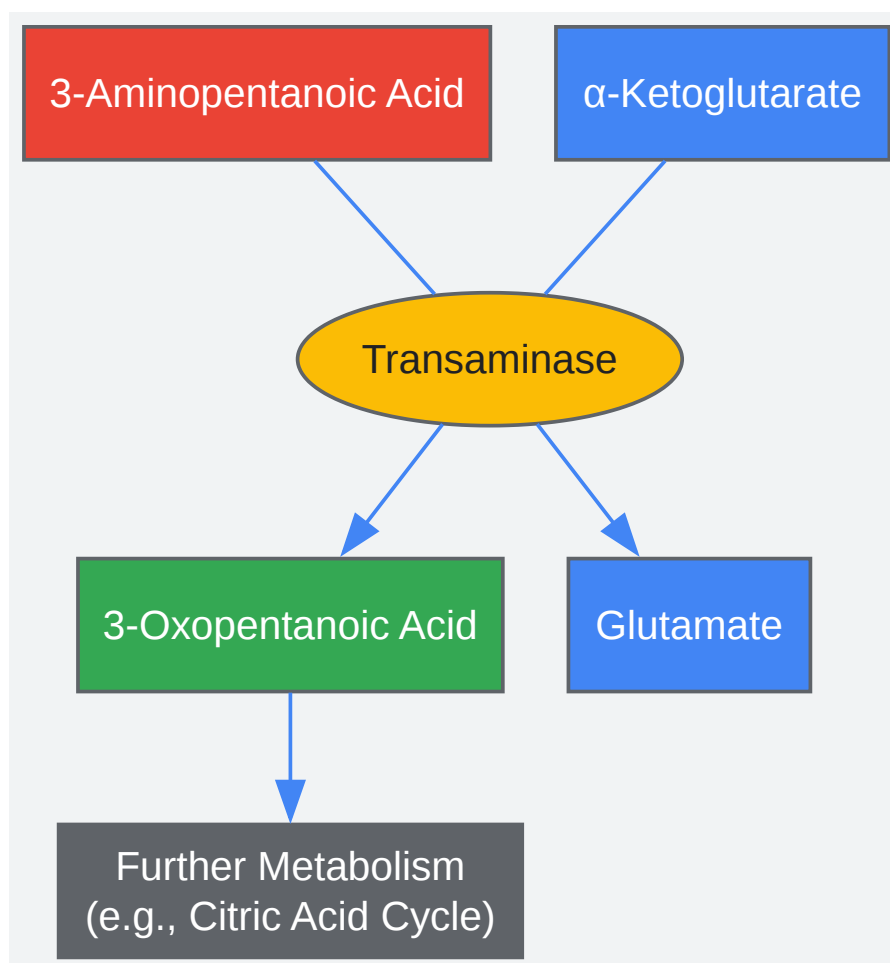 3-Aminopentanoic Acid
α-Ketoglutarate
Transaminase
3-Oxopentanoic Acid
Glutamate
Further Metabolism
(e.g., Citric Acid Cycle)